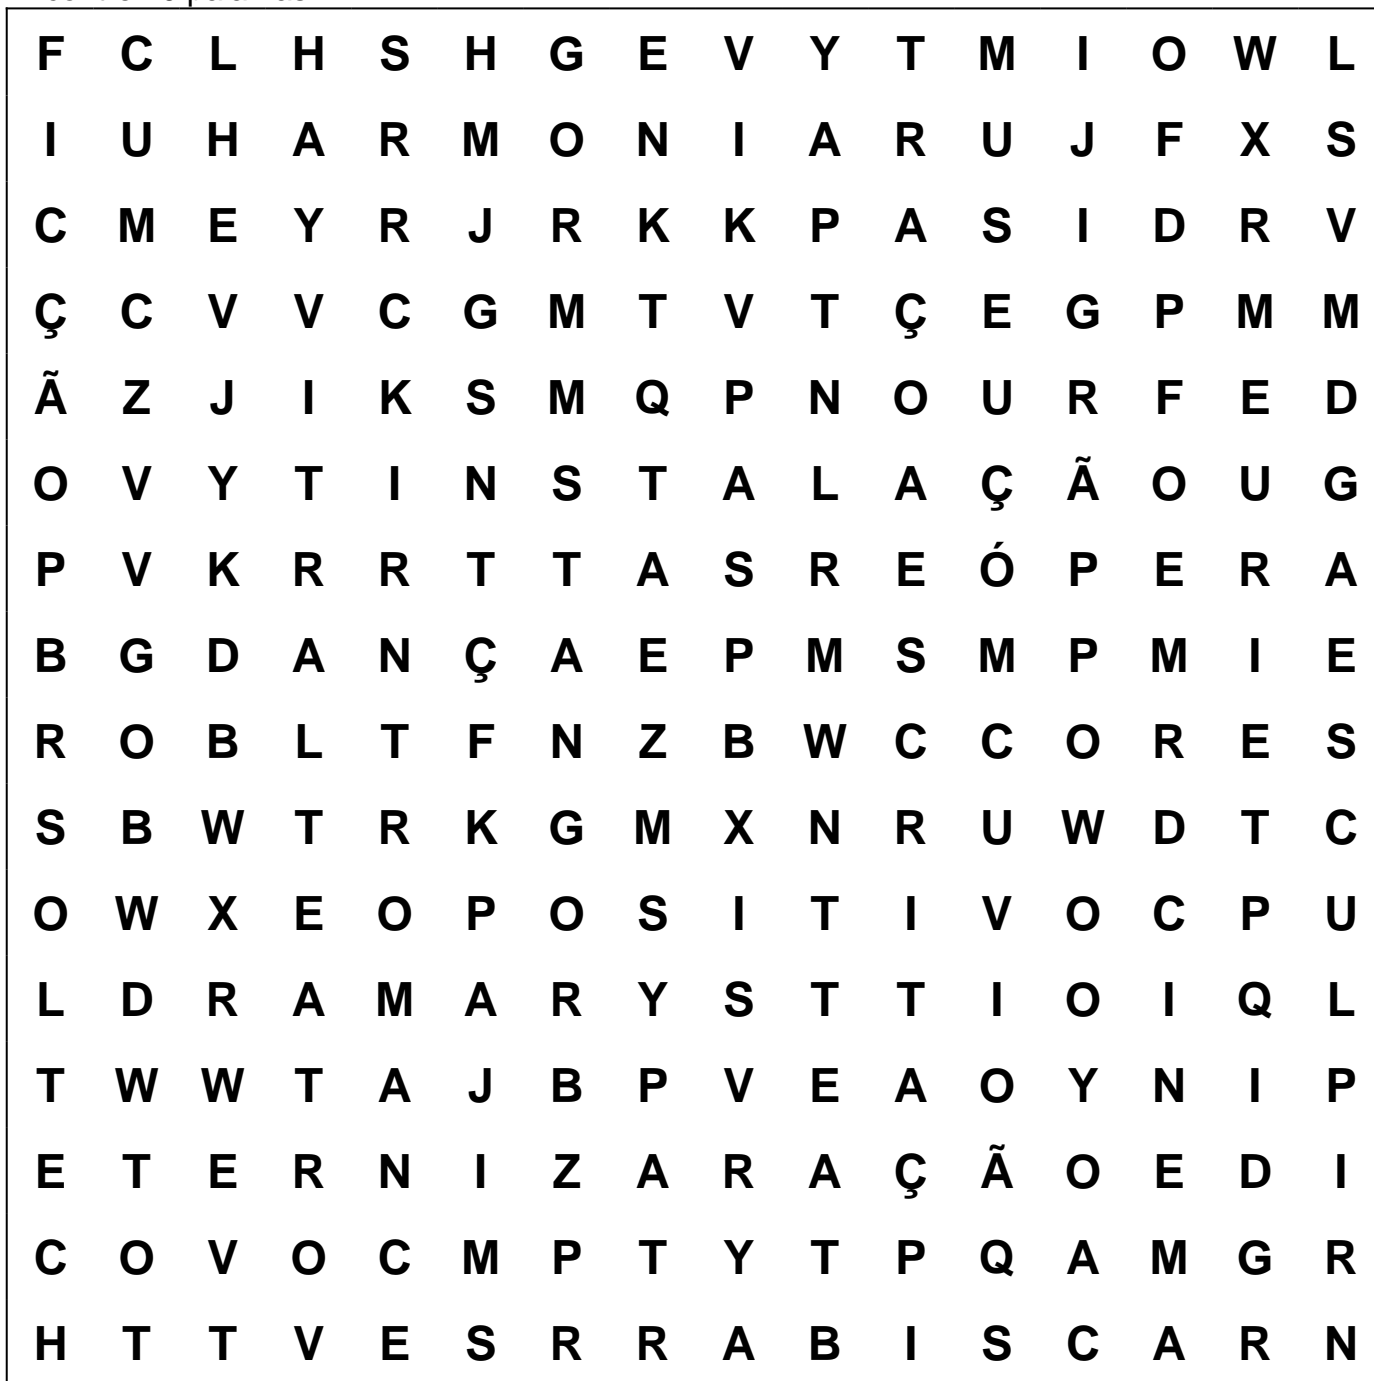 F C L H S H G E V Y T M I O W L
I U H A R M O N I A R U J F X S
C M E Y R J R K K P A S I D R V
Ç C V V C G M T V T Ç E G P M M
Ã Z J I K S M Q P N O U R F E D
O V Y T I N S T A L A Ç Ã O U G
P V K R R T T A S R E Ó P E R A
B G D A N Ç A E P M S M P M I E
R O B L T F N Z B W C C O R E S
S B W T R K G M X N R U W D T C
O W X E O P O S I T I V O C P U
L D R A M A R Y S T T I O I Q L
T W W T A J B P V E A O Y N I P
E T E R N I Z A R A Ç Ã O E D I
C O V O C M P T Y T P Q A M G R
H T T V E S R R A B I S C A R N